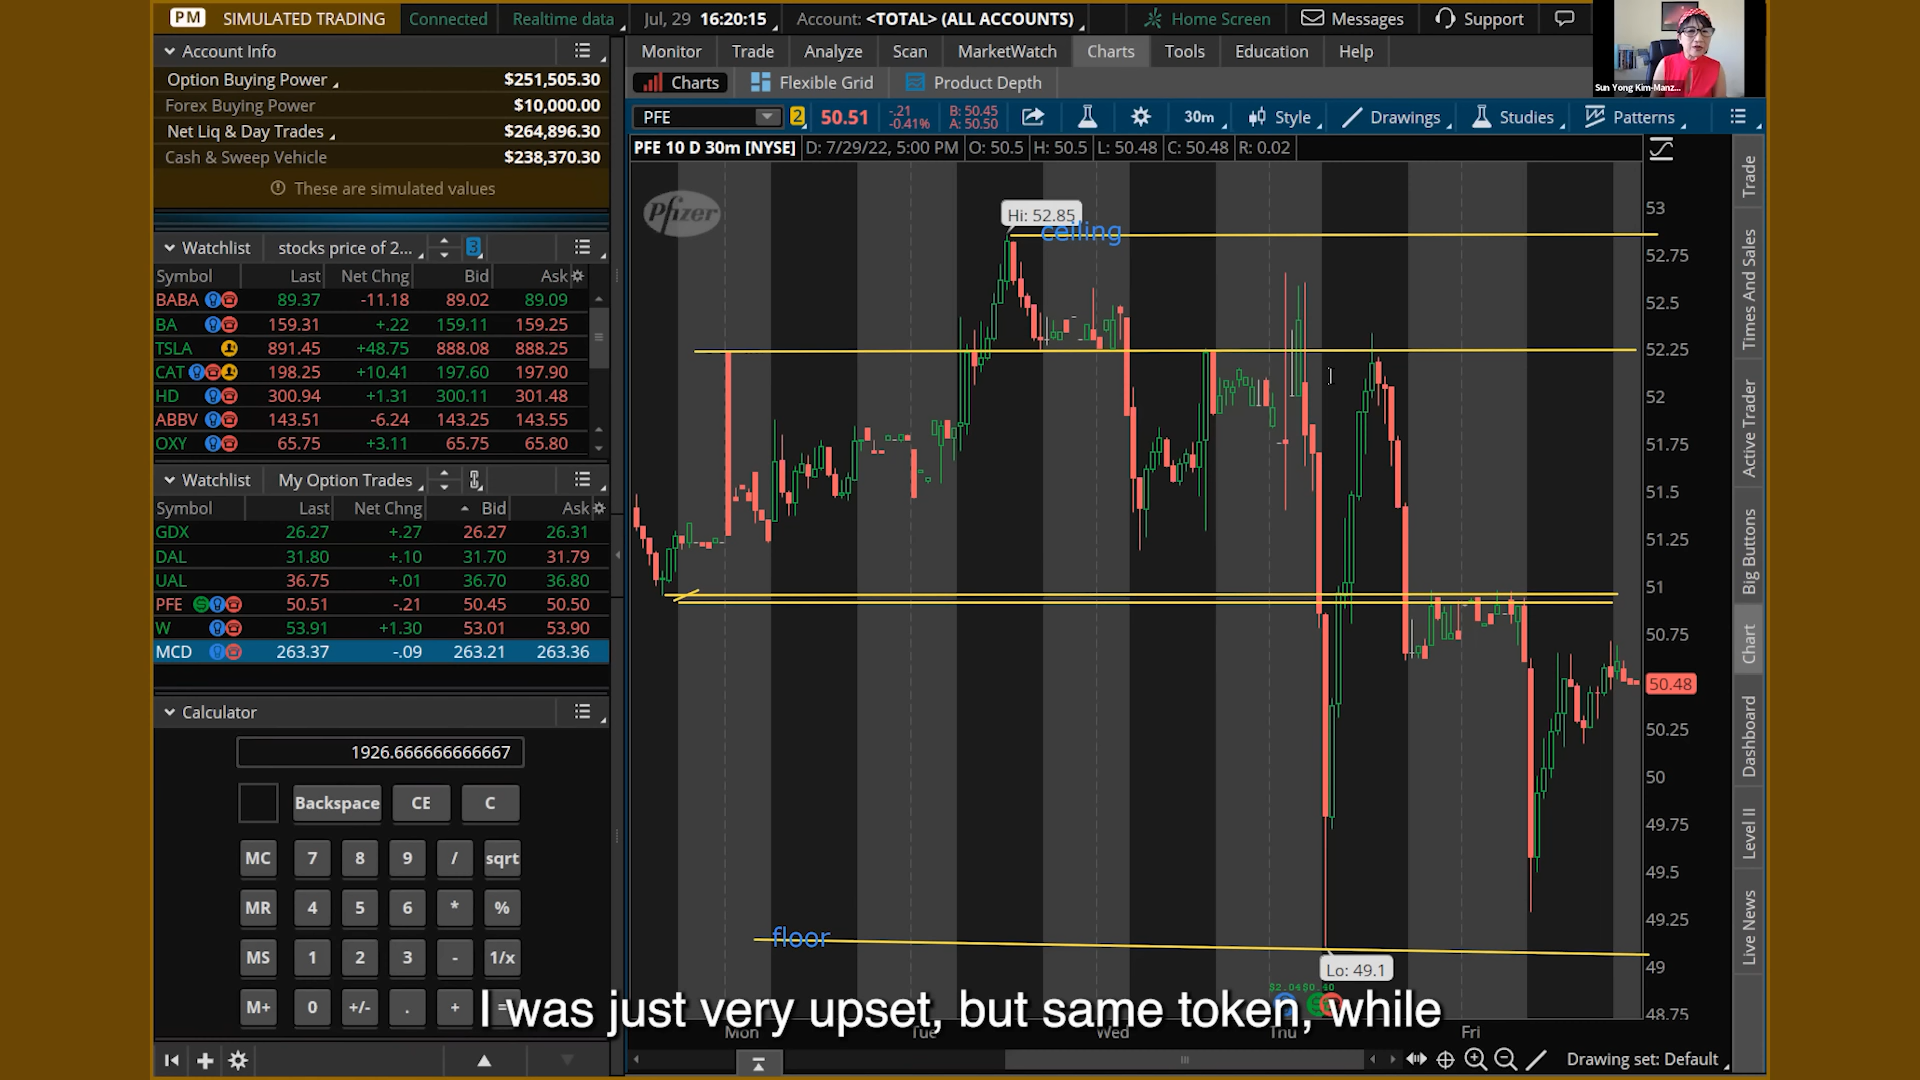 PM SIMULATED TRADING Connected Realtime data Jul, 29 16:20:15 Account: <TOTAL> (ALL ACCOUNTS) Home Screen Messages Support
Account Info
Option Buying Power $251,505.30
Forex Buying Power $10,000.00
Net Liq & Day Trades $264,896.30
Cash & Sweep Vehicle $238,370.30
These are simulated values
Watchlist stocks price of 2... 3
Symbol Last Net Chng Bid Ask
BABA 89.37 -11.18 89.02 89.09
BA 159.31 +.22 159.11 159.25
TSLA 891.45 +48.75 888.08 888.25
CAT 198.25 +10.41 197.60 197.90
HD 300.94 +1.31 300.11 301.48
ABBV 143.51 -6.24 143.25 143.55
OXY 65.75 +3.11 65.75 65.80
Watchlist My Option Trades
Symbol Last Net Chng Bid Ask
GDX 26.27 +.27 26.27 26.31
DAL 31.80 +.10 31.70 31.79
UAL 36.75 +.01 36.70 36.80
PFE 50.51 -.21 50.45 50.50
W 53.91 +1.30 53.01 53.90
MCD 263.37 -.09 263.21 263.36
Calculator
1926.666666666667
Backspace CE C
MC 7 8 9 / sqrt
MR 4 5 6 * %
MS 1 2 3 - 1/x
M+ 0 +/- . + =
Monitor Trade Analyze Scan MarketWatch Charts Tools Education Help
Charts Flexible Grid Product Depth
Sun Yong Kim-Manz...
PFE 2 50.51 -.21 -0.41% B: 50.45 A: 50.50 30m Style Drawings Studies Patterns
PFE 10 D 30m [NYSE] D: 7/29/22, 5:00 PM O: 50.5 H: 50.5 L: 50.48 C: 50.48 R: 0.02
Pfizer
Hi: 52.85
ceiling
floor
Lo: 49.1
$2.04 $0.40
53
52.75
52.5
52.25
52
51.75
51.5
51.25
51
50.75
50.48
50.25
50
49.75
49.5
49.25
49
48.75
Mon Tue Wed Thu Fri
I was just very upset, but same token, while
Drawing set: Default
Trade
Times And Sales
Active Trader
Big Buttons
Chart
Dashboard
Level II
Live News